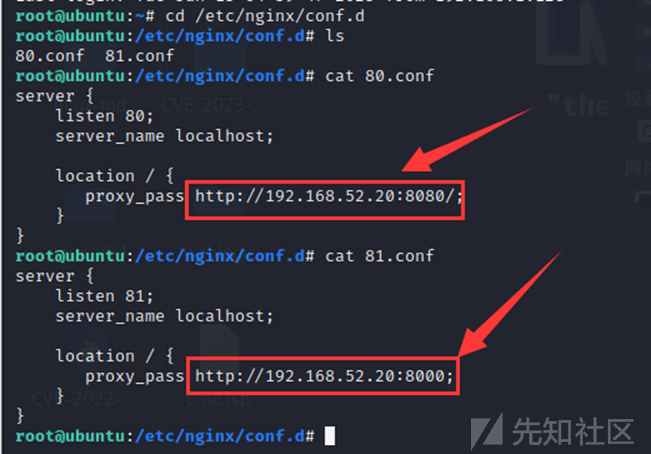 root@ubuntu:~# cd /etc/nginx/conf.d
root@ubuntu:/etc/nginx/conf.d# ls
80.conf  81.conf
root@ubuntu:/etc/nginx/conf.d# cat 80.conf
server {
    listen 80;
    server_name localhost;
    location / {
       proxy_pass http://192.168.52.20:8080/;
    }
}
root@ubuntu:/etc/nginx/conf.d# cat 81.conf
server {
    listen 81;
    server_name localhost;
    location / {
       proxy_pass http://192.168.52.20:8000;
    }
}
root@ubuntu:/etc/nginx/conf.d#
先知社区